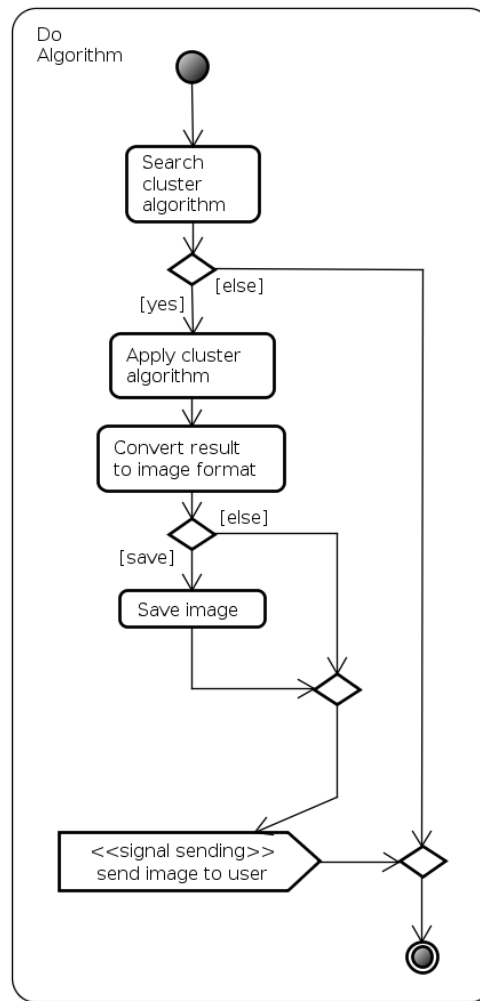 Do
Algorithm
Search
cluster
algorithm
[else]
[yes]
Apply cluster
algorithm
Convert result
to image format
[else]
[save]
Save image
<<signal sending>>
send image to user